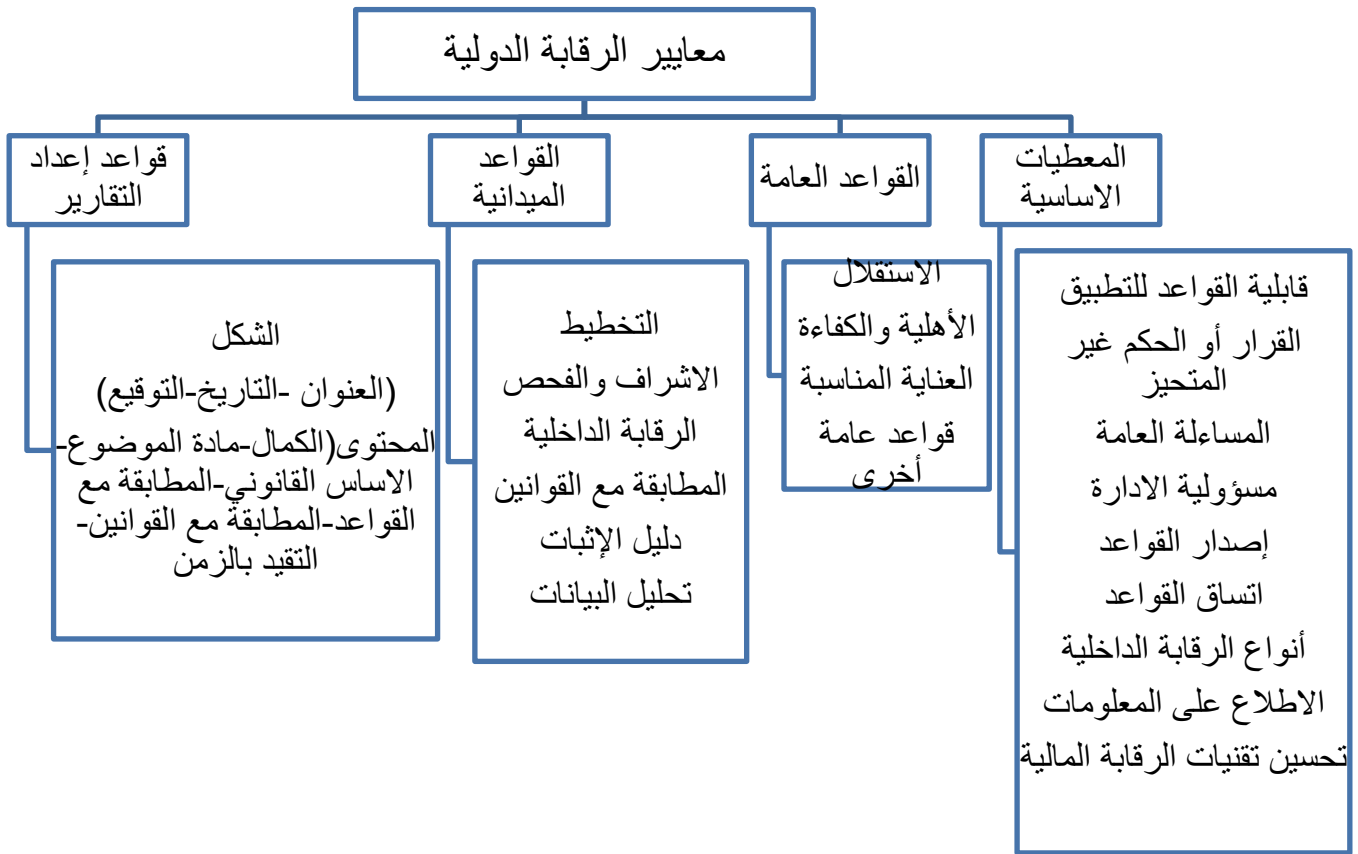 معايير الرقابة الدولية
المعطيات
الاساسية
قابلية القواعد للتطبيق
القرار أو الحكم غير
المتحيز
المساءلة العامة
مسؤولية الادارة
إصدار القواعد
اتساق القواعد
أنواع الرقابة الداخلية
الاطلاع على المعلومات
تحسين تقنيات الرقابة المالية
القواعد العامة
الاستقلال
الأهلية والكفاءة
العناية المناسبة
قواعد عامة
أخرى
القواعد
الميدانية
التخطيط
الاشراف والفحص
الرقابة الداخلية
المطابقة مع القوانين
دليل الإثبات
تحليل البيانات
قواعد إعداد
التقارير
الشكل
(العنوان -التاريخ-التوقيع)
المحتوى(الكمال-مادة الموضوع-
الاساس القانوني-المطابقة مع
القواعد-المطابقة مع القوانين-
التقيد بالزمن